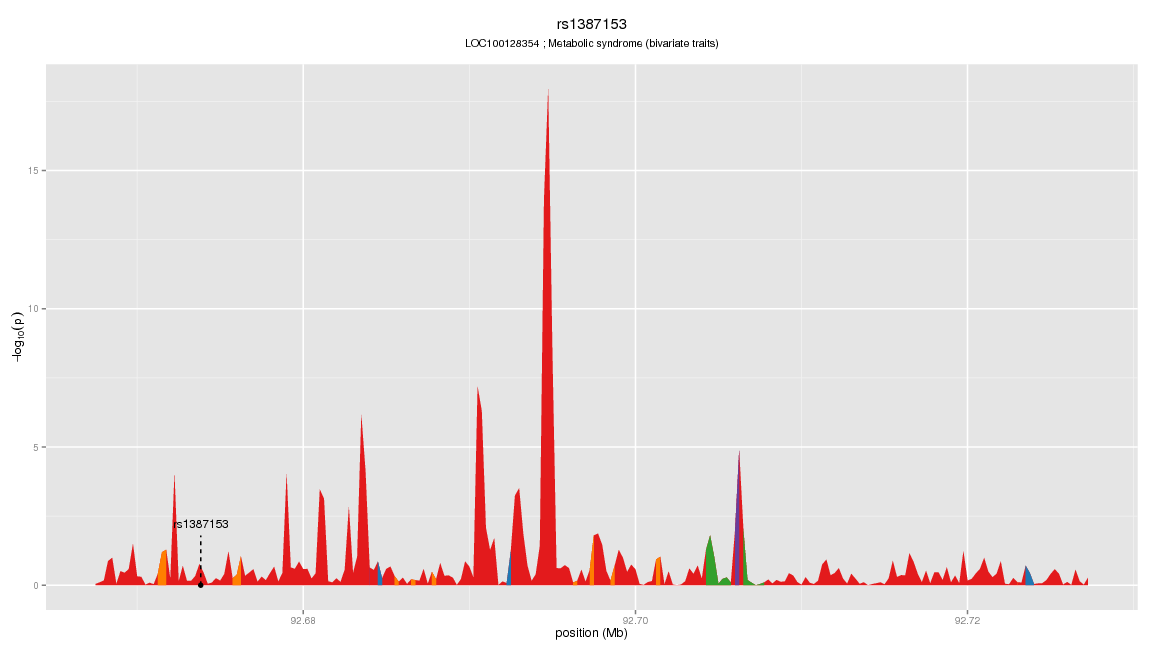 rs1387153
LOC100128354 ; Metabolic syndrome (bivariate traits)
15
10
5
0
−log10(p)
rs1387153
92.68
92.70
92.72
position (Mb)